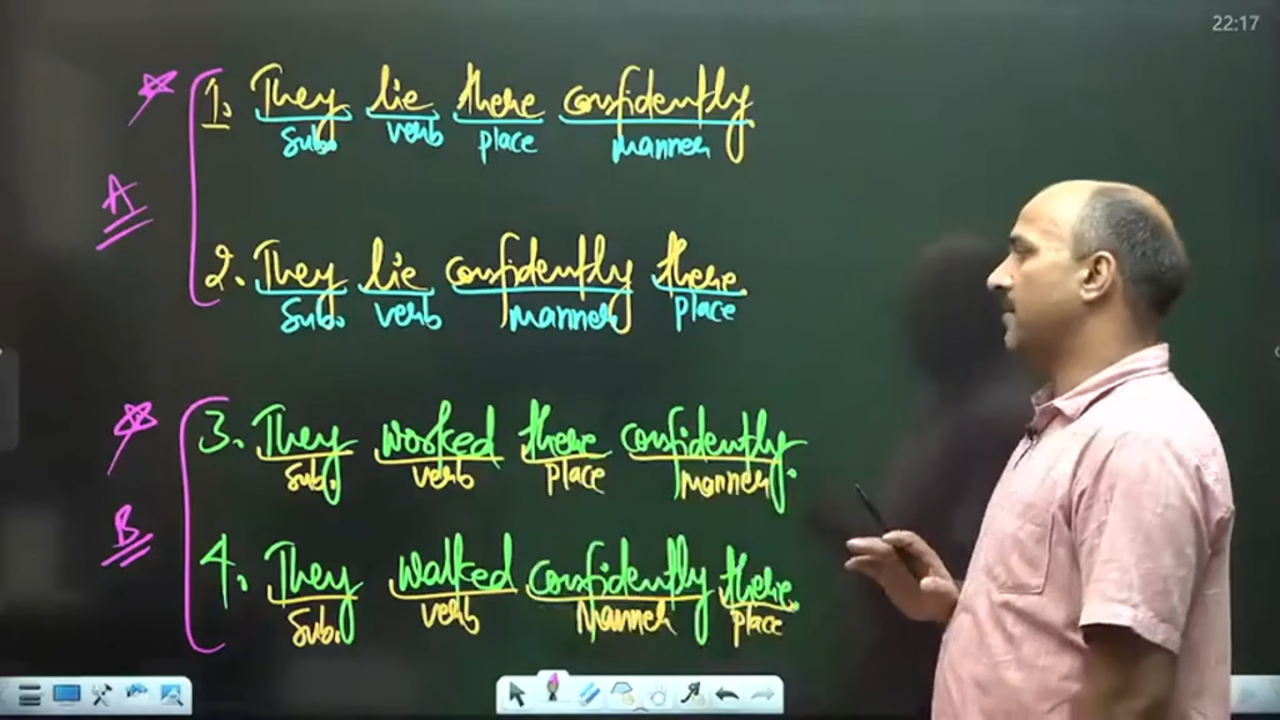 22:17
1. They lie there confidently
sub. verb place manner
A
2. They lie confidently there.
Sub. verb manner place
3. They worked there confidently.
sub. verb place manner
B
4. They walked confidently there.
Sub. verb Manner place